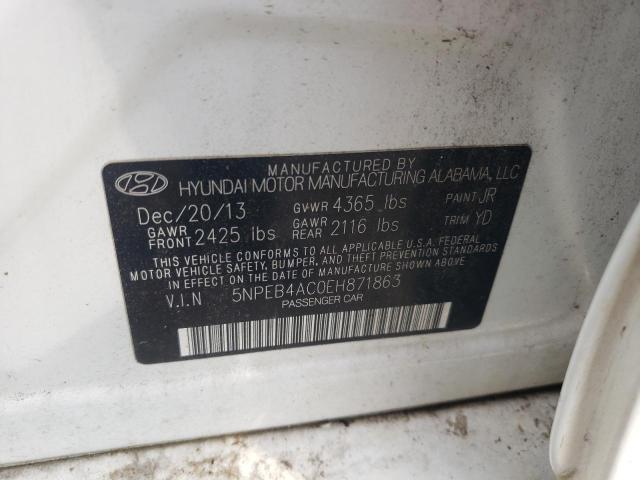 MANUFACTURED BY
HYUNDAI MOTOR MANUFACTURING ALABAMA, LLC
Dec/20/13 GVWR 4365 lbs PAINT JR
GAWR FRONT 2425 lbs GAWR REAR 2116 lbs TRIM YD
THIS VEHICLE CONFORMS TO ALL APPLICABLE U.S.A. FEDERAL
MOTOR VEHICLE SAFETY, BUMPER, AND THEFT PREVENTION STANDARDS
IN EFFECT ON THE DATE OF MANUFACTURE SHOWN ABOVE.
V.I.N 5NPEB4AC0EH871863
PASSENGER CAR